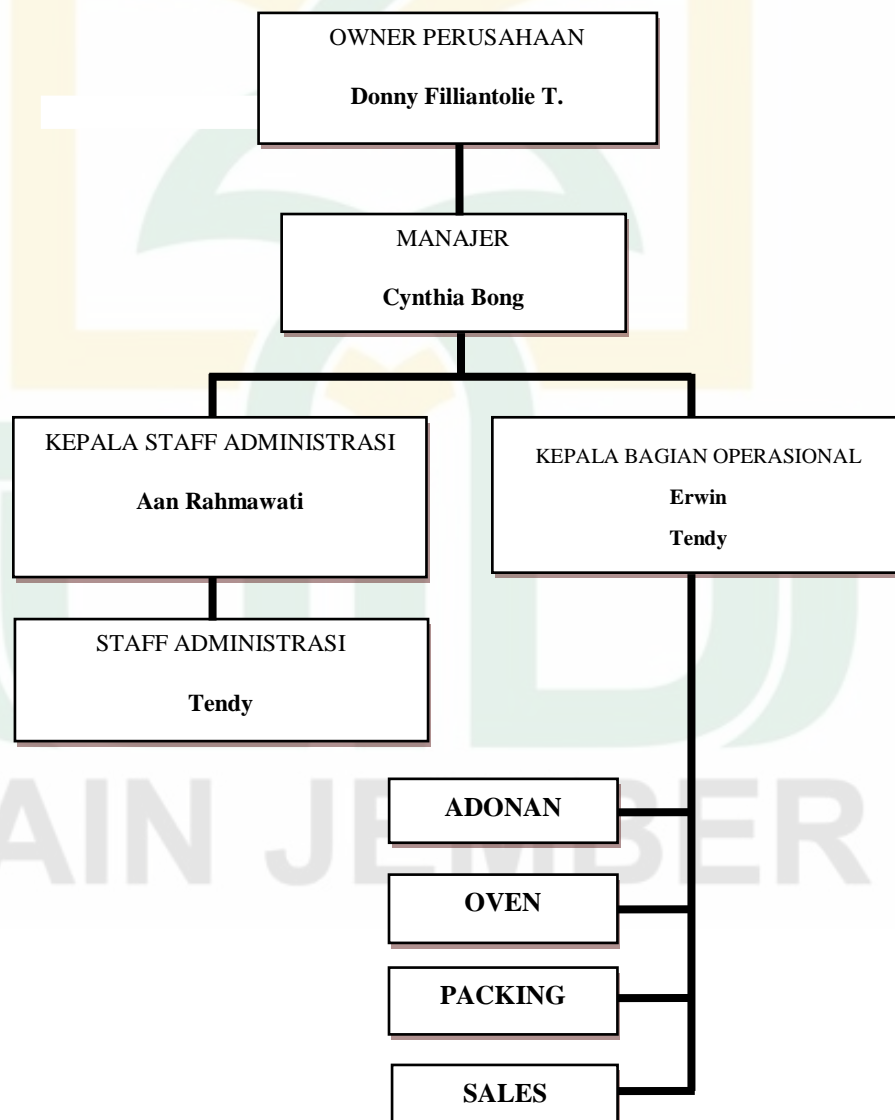 OWNER PERUSAHAAN
Donny Filliantolie T.
MANAJER
Cynthia Bong
KEPALA STAFF ADMINISTRASI
Aan Rahmawati
KEPALA BAGIAN OPERASIONAL
Erwin
Tendy
STAFF ADMINISTRASI
Tendy
ADONAN
AIN JEMBER
OVEN
PACKING
SALES